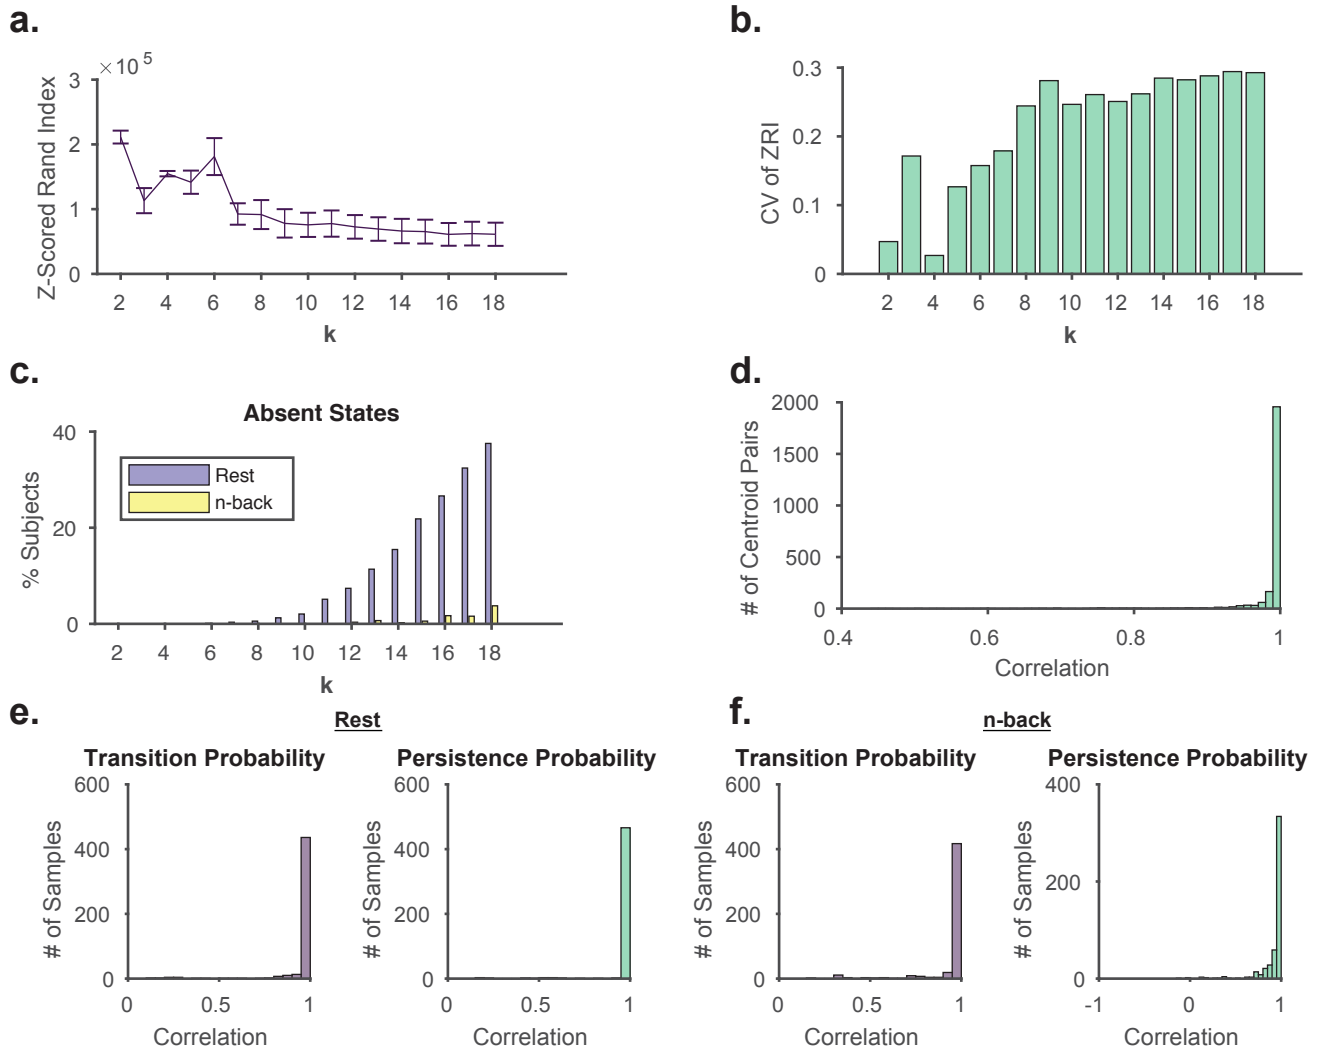 a.
× 10 5
Z-Scored Rand Index
3
2
1
0
2 4 6 8 10 12 14 16 18
k
b.
CV of ZRI
0.3
0.2
0.1
0
2 4 6 8 10 12 14 16 18
k
c.
Absent States
% Subjects
40
20
0
Rest
n-back
2 4 6 8 10 12 14 16 18
k
d.
# of Centroid Pairs
2000
1500
1000
500
0
0.4 0.6 0.8 1
Correlation
e.
Rest
Transition Probability
# of Samples
600
400
200
0
0 0.5 1
Correlation
Persistence Probability
# of Samples
600
400
200
0
0 0.5 1
Correlation
f.
n-back
Transition Probability
# of Samples
600
400
200
0
0 0.5 1
Correlation
Persistence Probability
# of Samples
400
200
0
-1 0 1
Correlation